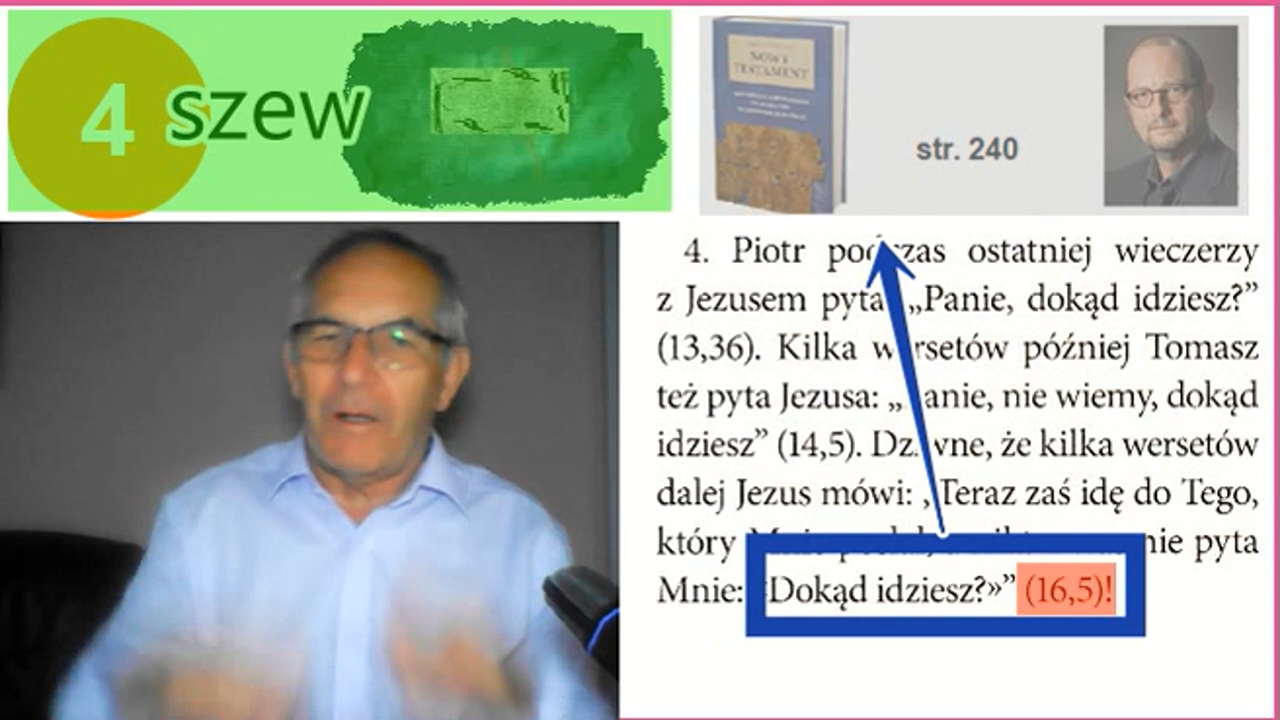 4 szew
NOWY
TESTAMENT
str. 240
4. Piotr podczas ostatniej wieczerzy
z Jezusem pyta „Panie, dokąd idziesz?”
(13,36). Kilka wersetów później Tomasz
też pyta Jezusa: „Panie, nie wiemy, dokąd
idziesz” (14,5). Dziwne, że kilka wersetów
dalej Jezus mówi: „Teraz zaś idę do Tego,
który nie pyta
Mnie: «Dokąd idziesz?»” (16,5)!